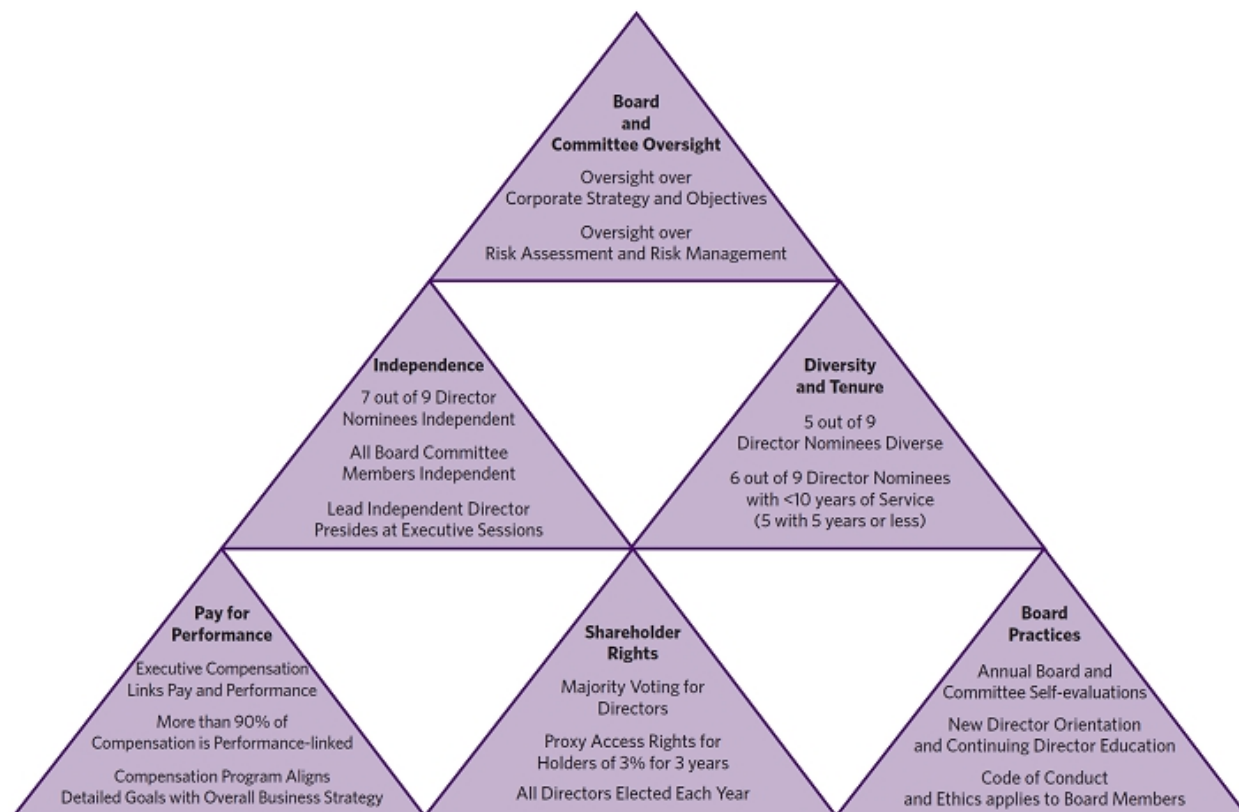 Board
and
Committee Oversight
Oversight over
Corporate Strategy and Objectives
Oversight over
Risk Assessment and Risk Management
Independence
7 out of 9 Director
Nominees Independent
All Board Committee
Members Independent
Lead Independent Director
Presides at Executive Sessions
Diversity
and Tenure
5 out of 9
Director Nominees Diverse
6 out of 9 Director Nominees
with <10 years of Service
(5 with 5 years or less)
Pay for
Performance
Executive Compensation
Links Pay and Performance
More than 90% of
Compensation is Performance-linked
Compensation Program Aligns
Detailed Goals with Overall Business Strategy
Shareholder
Rights
Majority Voting for
Directors
Proxy Access Rights for
Holders of 3% for 3 years
All Directors Elected Each Year
Board
Practices
Annual Board and
Committee Self-evaluations
New Director Orientation
and Continuing Director Education
Code of Conduct
and Ethics applies to Board Members